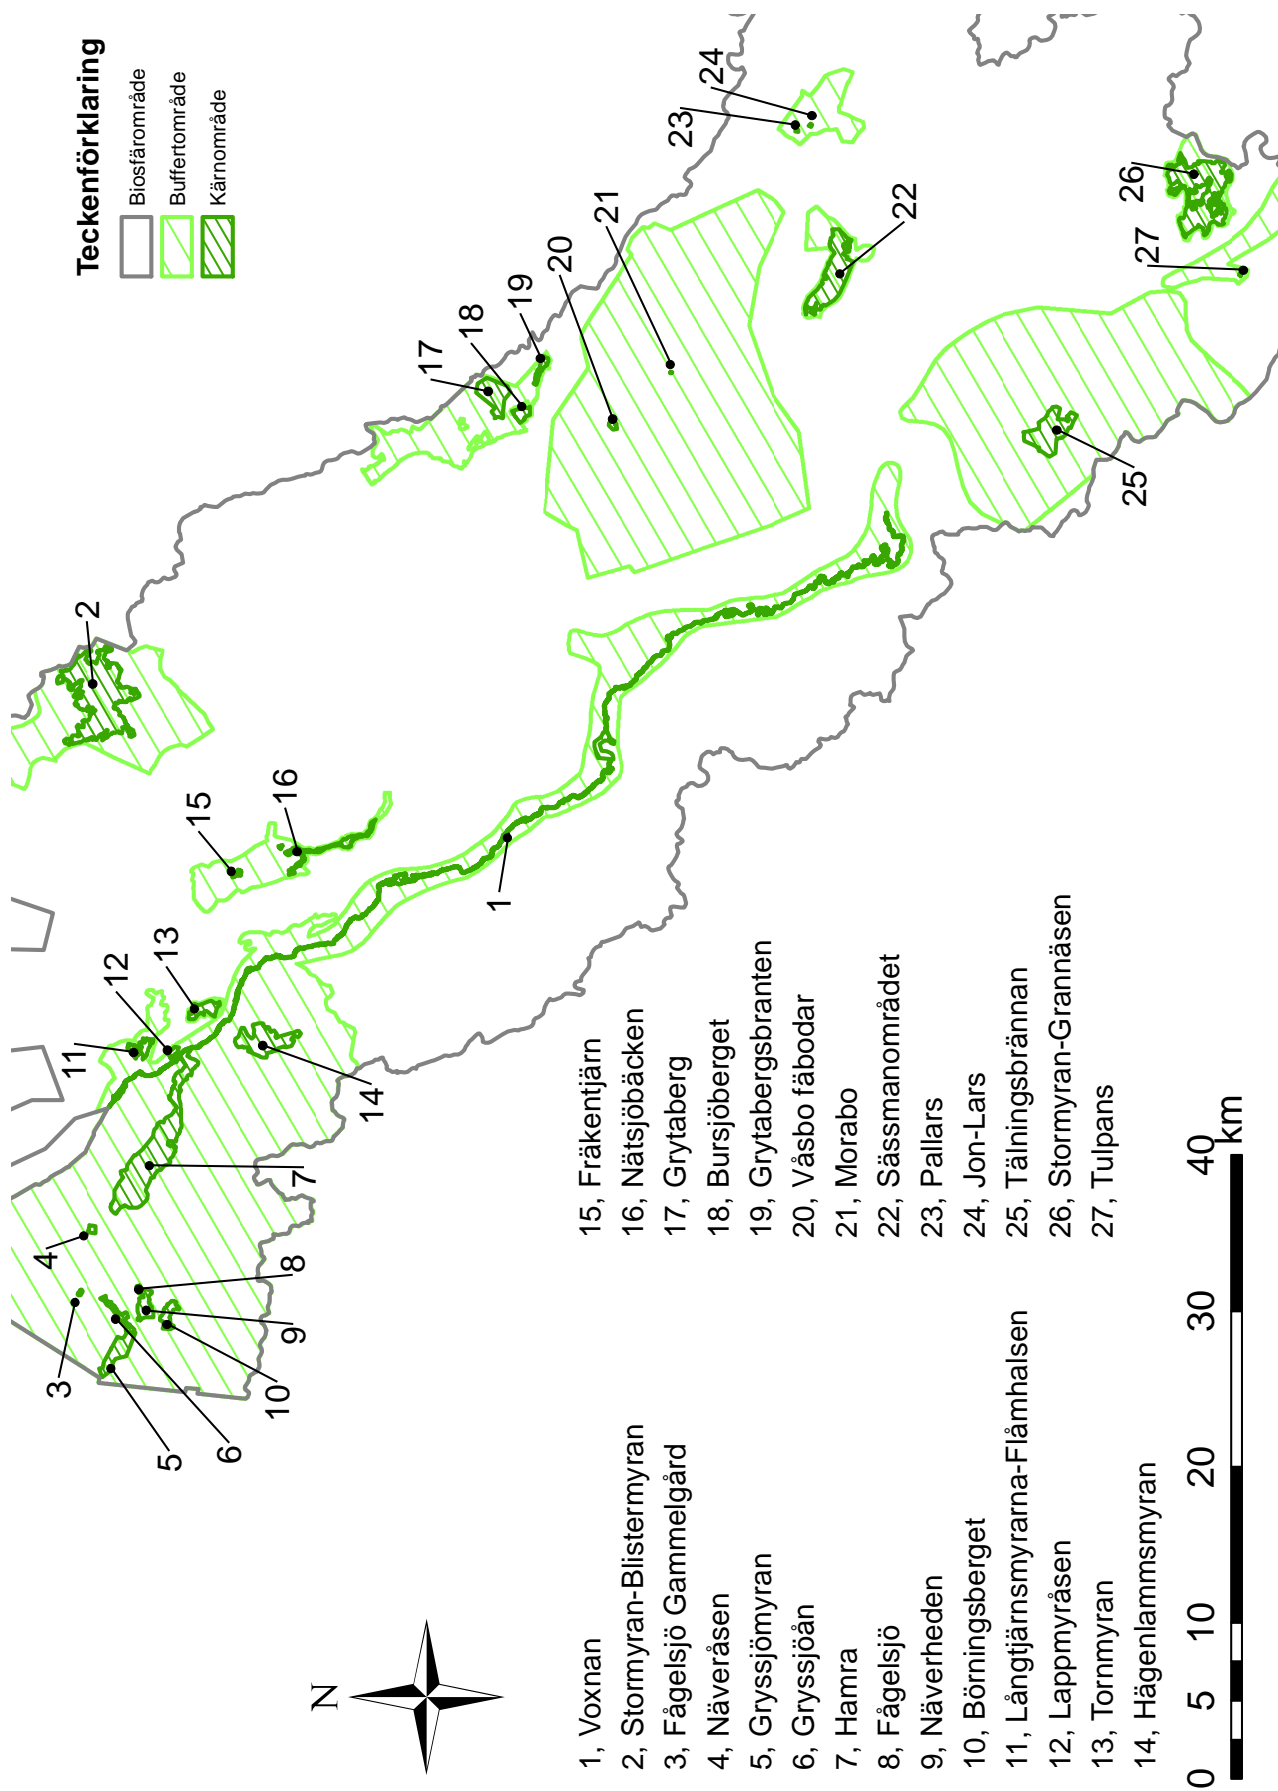 Teckenförklaring
Biosfärområde
Buffertområde
Kärnområde
N
1
2
3
4
5
6
7
8
9
10
11
12
13
14
15
16
17
18
19
20
21
22
23
24
25
26
27
1, Voxnan
2, Stormyran-Blistermyran
3, Fågelsjö Gammelgård
4, Näveråsen
5, Gryssjömyran
6, Gryssjöån
7, Hamra
8, Fågelsjö
9, Näverheden
10, Börningsberget
11, Långtjärnsmyrarna-Flåmhalsen
12, Lappmyråsen
13, Tornmyran
14, Hägenlammsmyran
15, Fräkentjärn
16, Nätsjöbäcken
17, Grytaberg
18, Bursjöberget
19, Grytabergsbranten
20, Våsbo fäbodar
21, Morabo
22, Sässmanområdet
23, Pallars
24, Jon-Lars
25, Tälningsbrännan
26, Stormyran-Grannäsen
27, Tulpans
0 5 10 20 30 40
km